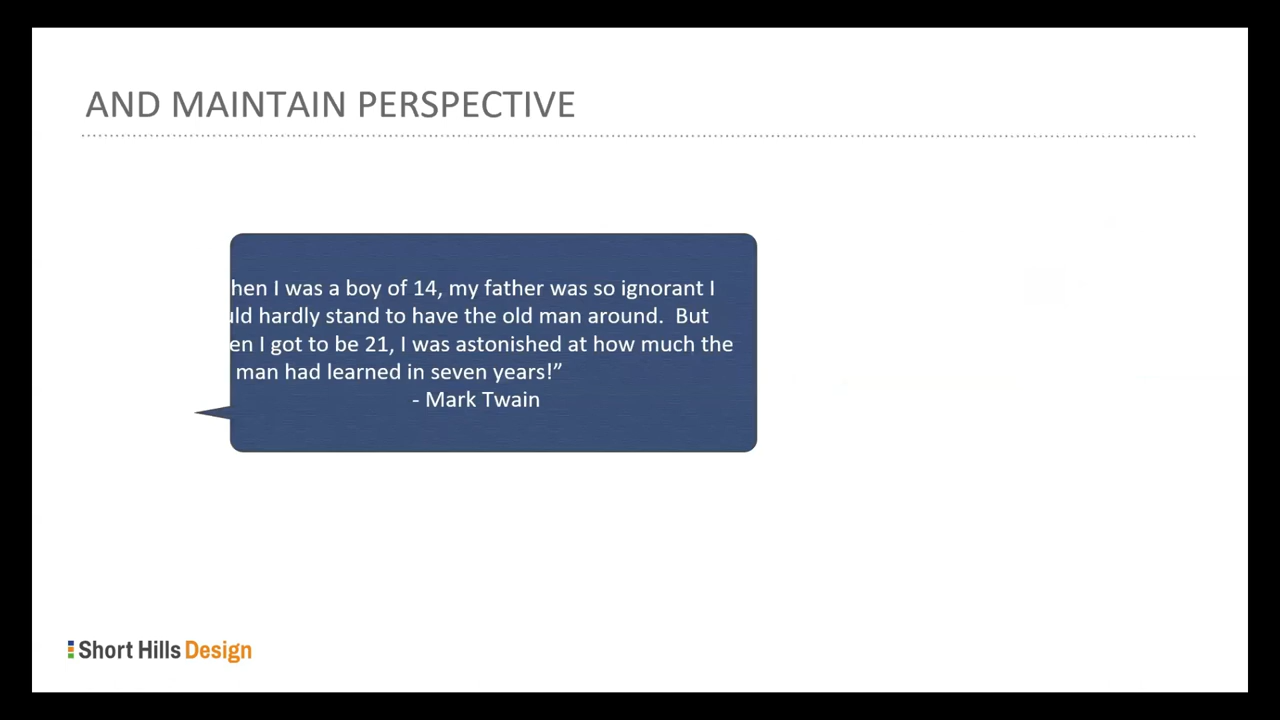 AND MAINTAIN PERSPECTIVE
hen I was a boy of 14, my father was so ignorant I
uld hardly stand to have the old man around.  But
en I got to be 21, I was astonished at how much the
man had learned in seven years!”
- Mark Twain
Short Hills Design